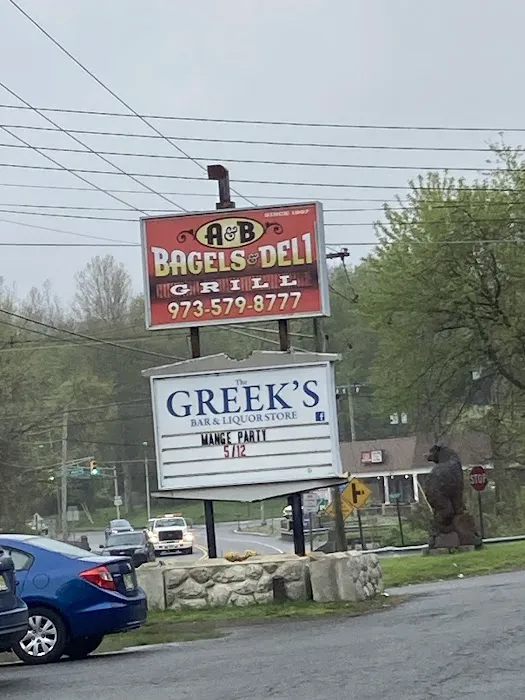 SINCE 1987
A&B
BAGELS & DELI
GRILL
973-579-8777
The
GREEK'S
BAR & LIQUOR STORE
f
MANGE PARTY
5/12
STOP